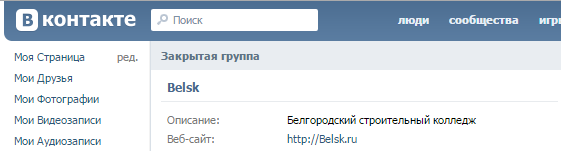 В контакте Поиск люди сообщества игры
Моя Страница ред. Закрытая группа
Мои Друзья Belsk
Мои Фотографии
Мои Видеозаписи Описание: Белгородский строительный колледж
Мои Аудиозаписи Веб-сайт: http://Belsk.ru